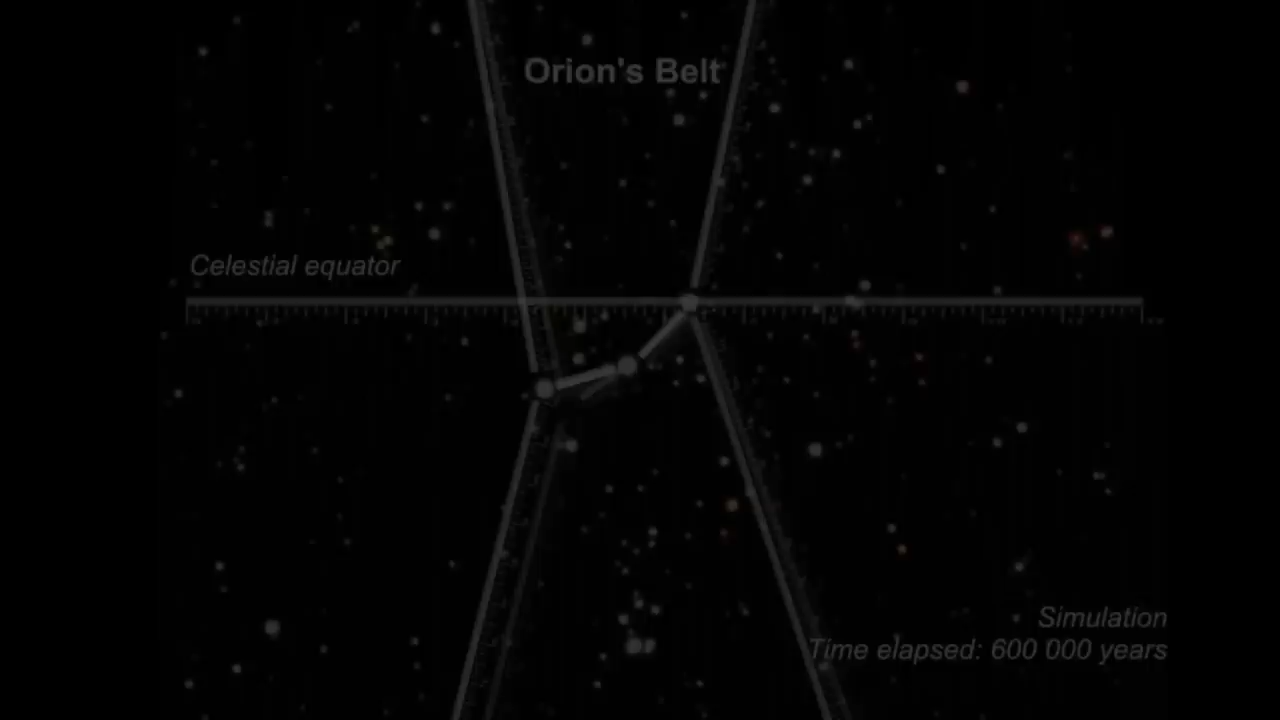 Orion's Belt
Celestial equator
Simulation
Time elapsed: 600 000 years